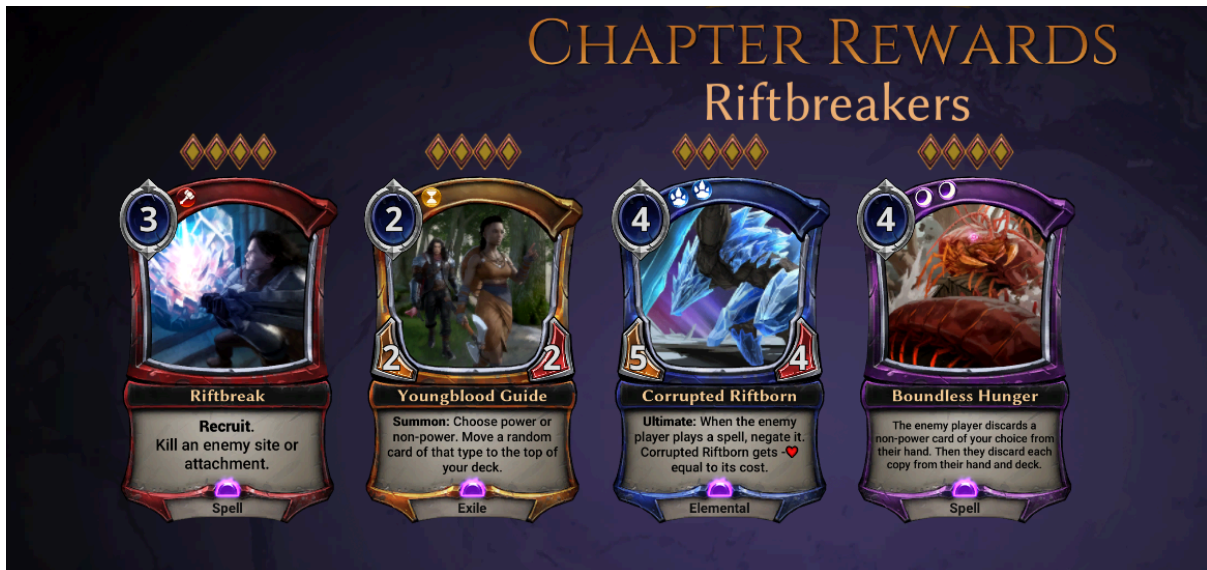 CHAPTER REWARDS
Riftbreakers
3
Riftbreak
Recruit.
Kill an enemy site or
attachment.
Spell
2
2
2
Youngblood Guide
Summon: Choose power or
non-power. Move a random
card of that type to the top of
your deck.
Exile
4
5
4
Corrupted Riftborn
Ultimate: When the enemy
player plays a spell, negate it.
Corrupted Riftborn gets -❤
equal to its cost.
Elemental
4
Boundless Hunger
The enemy player discards a
non-power card of your choice from
their hand. Then they discard each
copy from their hand and deck.
Spell